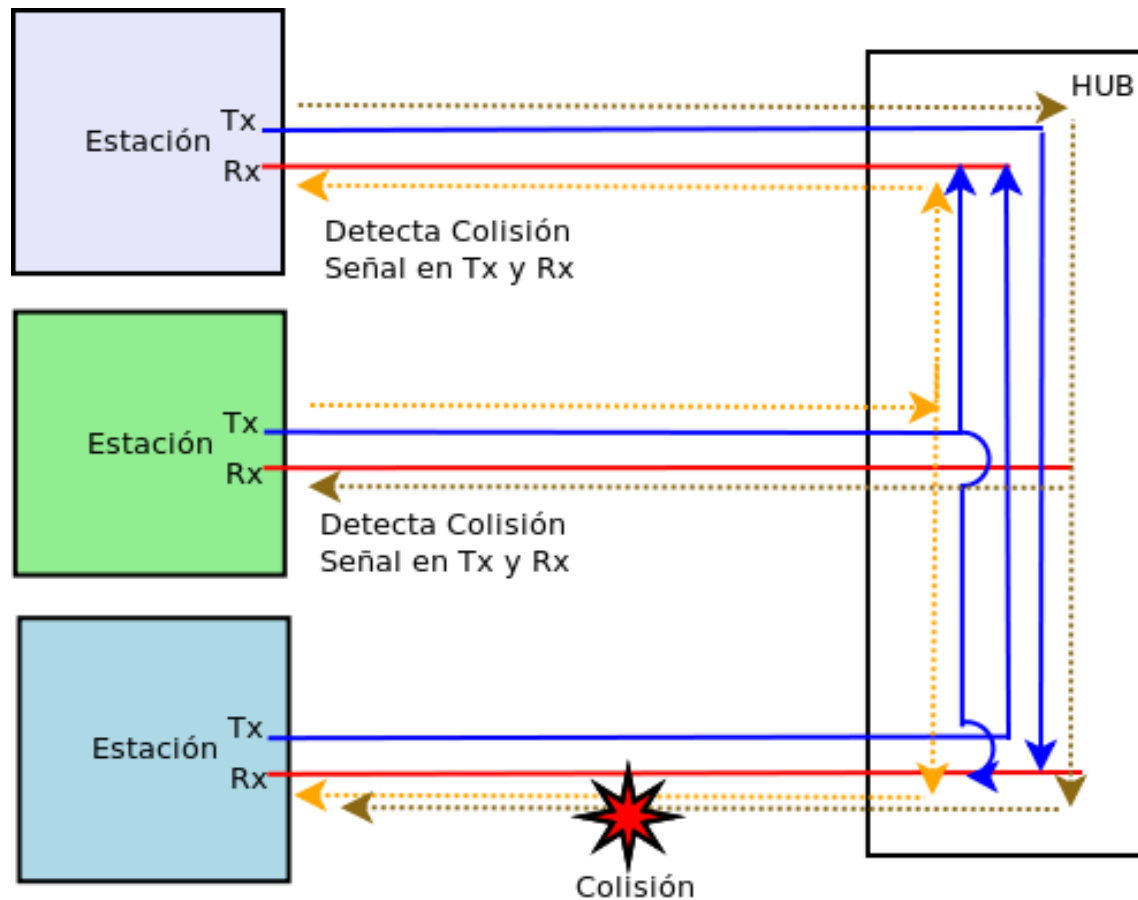 HUB
Tx
Estación
Rx
Detecta Colisión
Señal en Tx y Rx
Tx
Estación
Rx
Detecta Colisión
Señal en Tx y Rx
Tx
Estación
Rx
Colisión